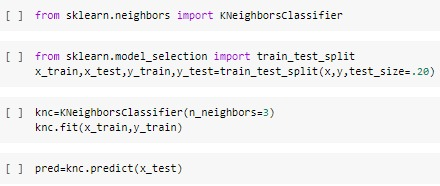 [ ] from sklearn.neighbors import KNeighborsClassifier
[ ] from sklearn.model_selection import train_test_split
x_train,x_test,y_train,y_test=train_test_split(x,y,test_size=.20)
[ ] knc=KNeighborsClassifier(n_neighbors=3)
knc.fit(x_train,y_train)
[ ] pred=knc.predict(x_test)